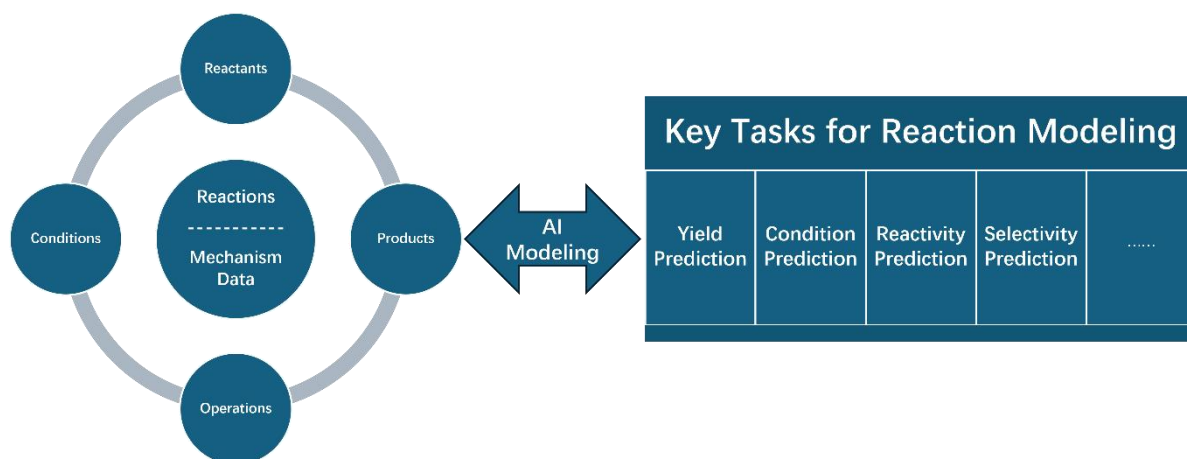 Reactants
Reactions
Mechanism
Data
Conditions
Products
Operations
AI
Modeling
Key Tasks for Reaction Modeling
Yield
Prediction
Condition
Prediction
Reactivity
Prediction
Selectivity
Prediction
......